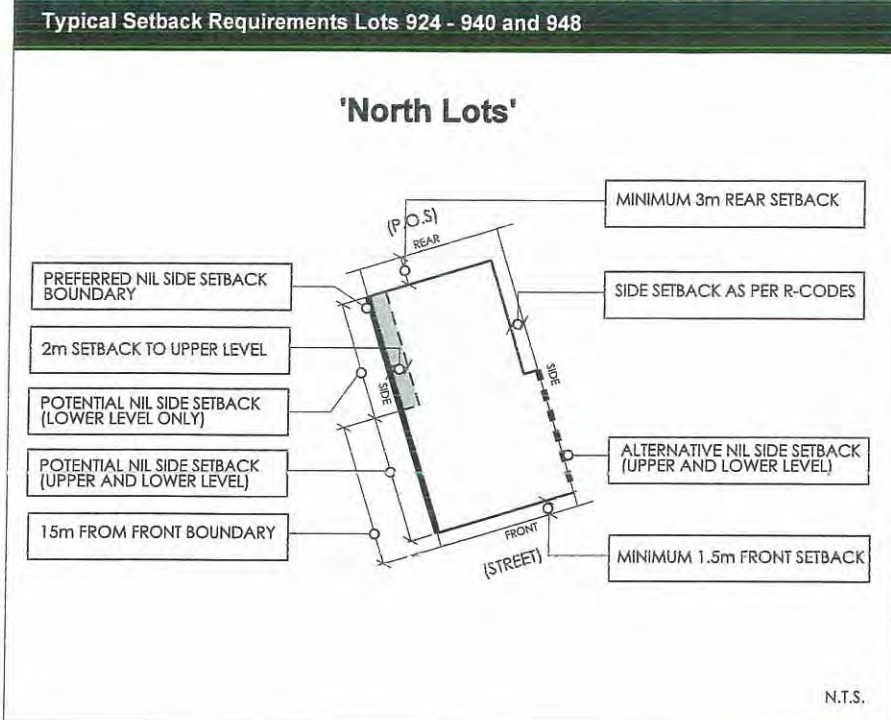 Typical Setback Requirements Lots 924 - 940 and 948
'North Lots'
MINIMUM 3m REAR SETBACK
(P.O.S)
REAR
PREFERRED NIL SIDE SETBACK
BOUNDARY
SIDE SETBACK AS PER R-CODES
2m SETBACK TO UPPER LEVEL
SIDE
SIDE
POTENTIAL NIL SIDE SETBACK
(LOWER LEVEL ONLY)
POTENTIAL NIL SIDE SETBACK
(UPPER AND LOWER LEVEL)
ALTERNATIVE NIL SIDE SETBACK
(UPPER AND LOWER LEVEL)
15m FROM FRONT BOUNDARY
FRONT
(STREET)
MINIMUM 1.5m FRONT SETBACK
N.T.S.